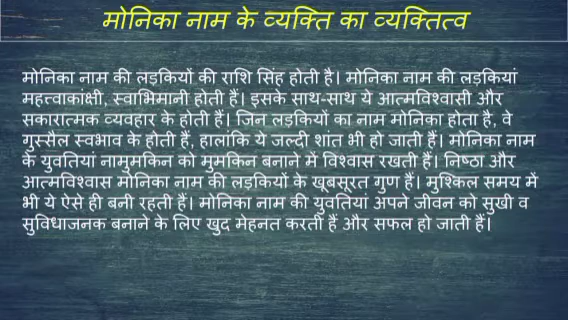 मोनिका नाम के व्यक्ति का व्यक्तित्व
मोनिका नाम की लड़कियों की राशि सिंह होती है। मोनिका नाम की लड़कियां
महत्त्वाकांक्षी, स्वाभिमानी होती हैं। इसके साथ-साथ ये आत्मविश्वासी और
सकारात्मक व्यवहार के होती हैं। जिन लड़कियों का नाम मोनिका होता है, वे
गुस्सैल स्वभाव के होती हैं, हालांकि ये जल्दी शांत भी हो जाती हैं। मोनिका नाम
के युवतियां नामुमकिन को मुमकिन बनाने में विश्वास रखती हैं। निष्ठा और
आत्मविश्वास मोनिका नाम की लड़कियों के खूबसूरत गुण हैं। मुश्किल समय में
भी ये ऐसे ही बनी रहती हैं। मोनिका नाम की युवतियां अपने जीवन को सुखी व
सुविधाजनक बनाने के लिए खुद मेहनत करती हैं और सफल हो जाती हैं।